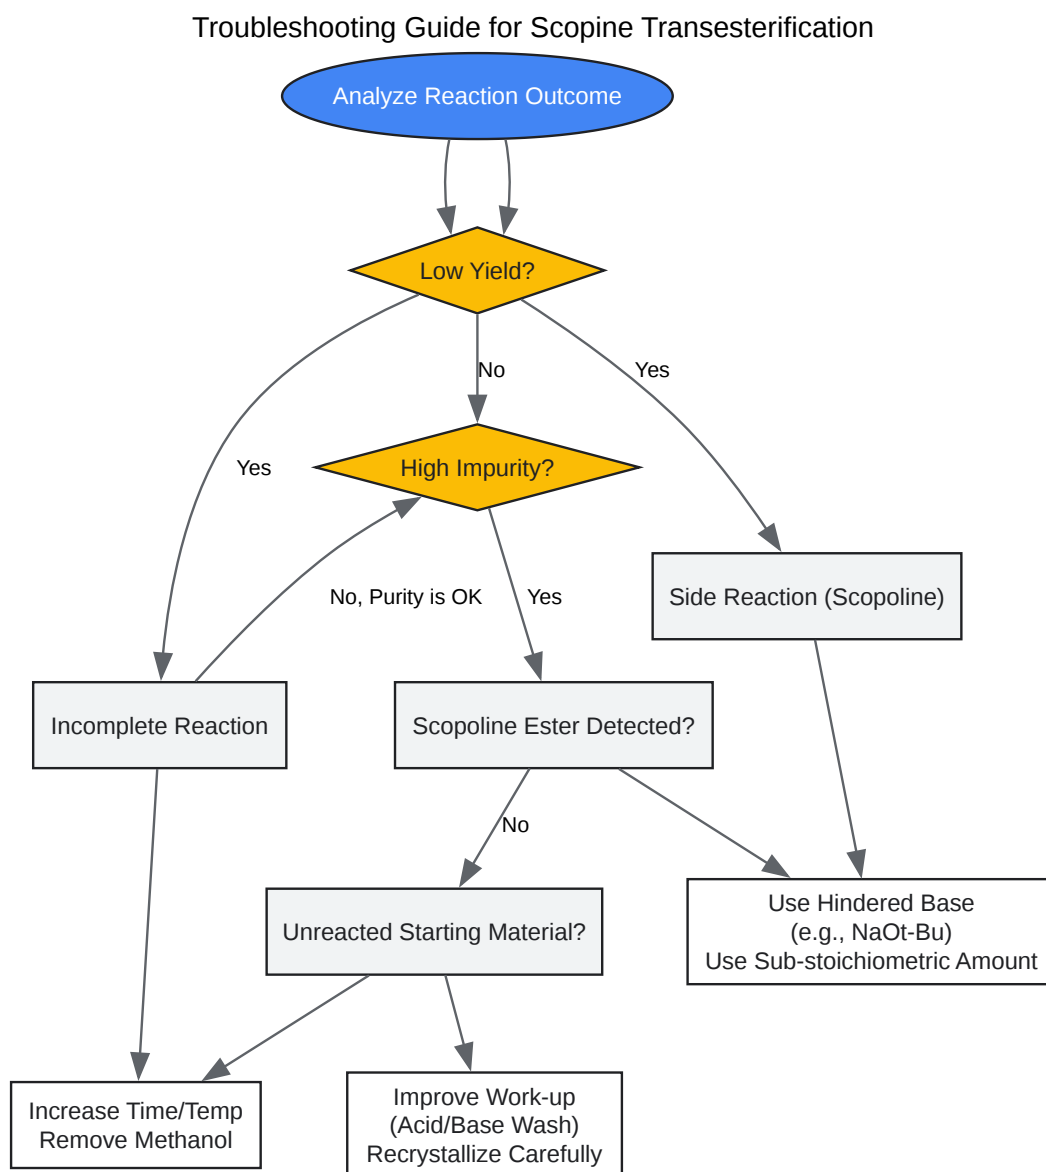 Troubleshooting Guide for Scopine Transesterification
Analyze Reaction Outcome
Low Yield?
No
Yes
High Impurity?
Yes
Side Reaction (Scopoline)
No, Purity is OK
Yes
Incomplete Reaction
Scopoline Ester Detected?
No
Use Hindered Base
(e.g., NaOt-Bu)
Use Sub-stoichiometric Amount
Unreacted Starting Material?
Increase Time/Temp
Remove Methanol
Improve Work-up
(Acid/Base Wash)
Recrystallize Carefully